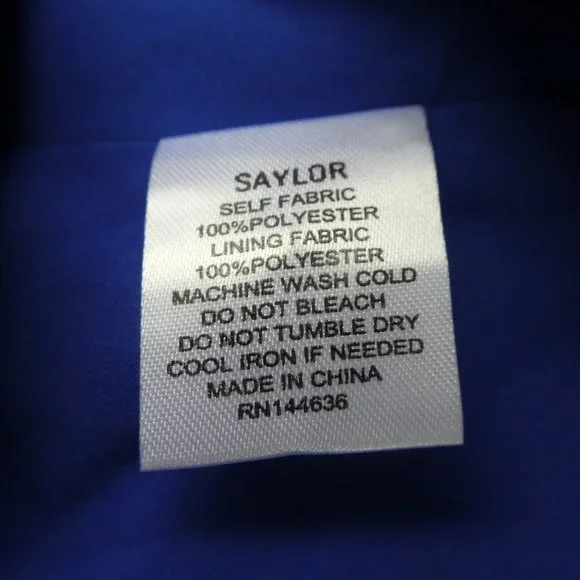 SAYLOR
SELF FABRIC
100%POLYESTER
LINING FABRIC
100%POLYESTER
MACHINE WASH COLD
DO NOT BLEACH
DO NOT TUMBLE DRY
COOL IRON IF NEEDED
MADE IN CHINA
RN144636